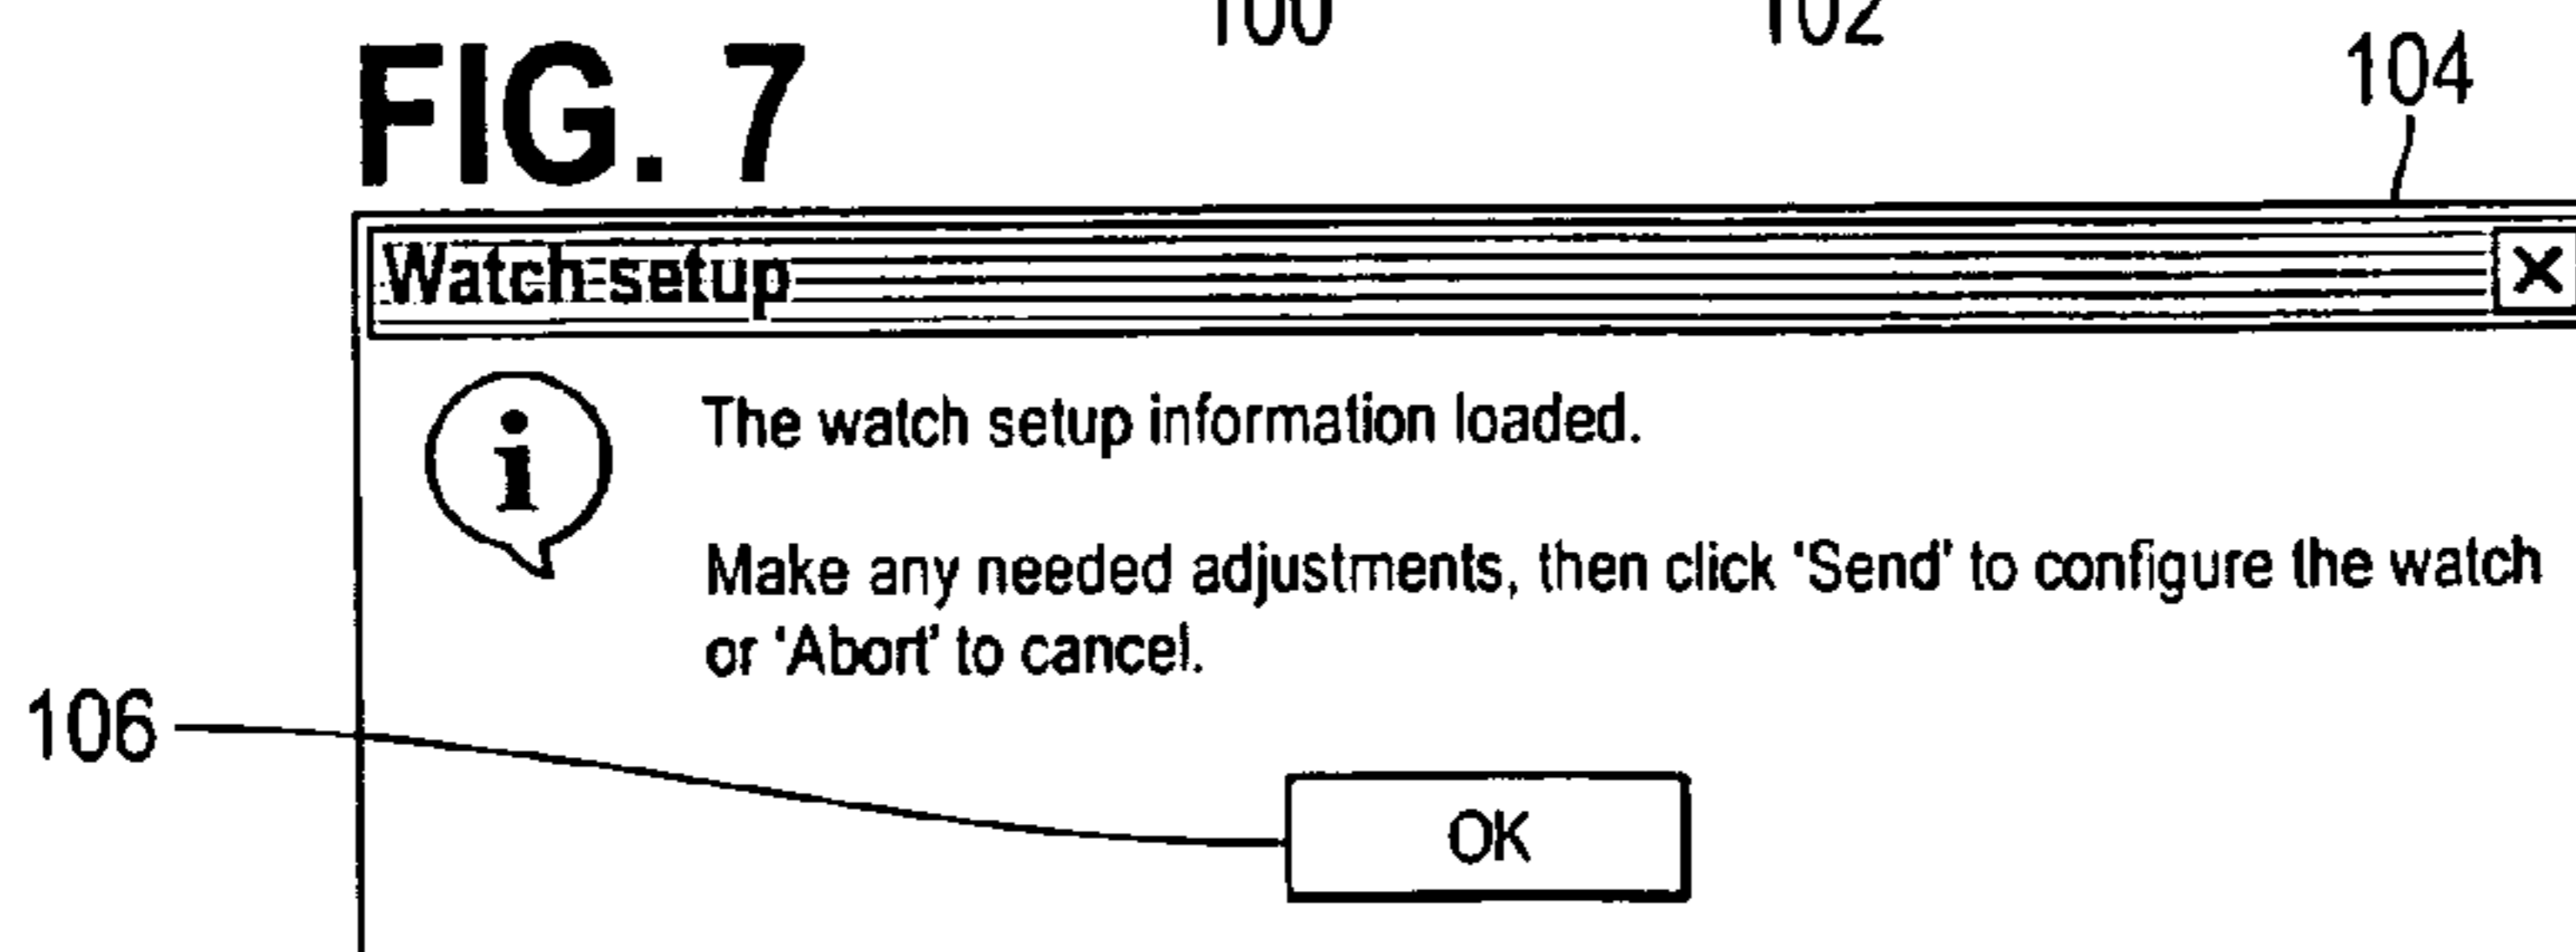 100 102
FIG. 7
104
Watch setup
X
i
The watch setup information loaded.
Make any needed adjustments, then click 'Send' to configure the watch
or 'Abort' to cancel.
106
OK